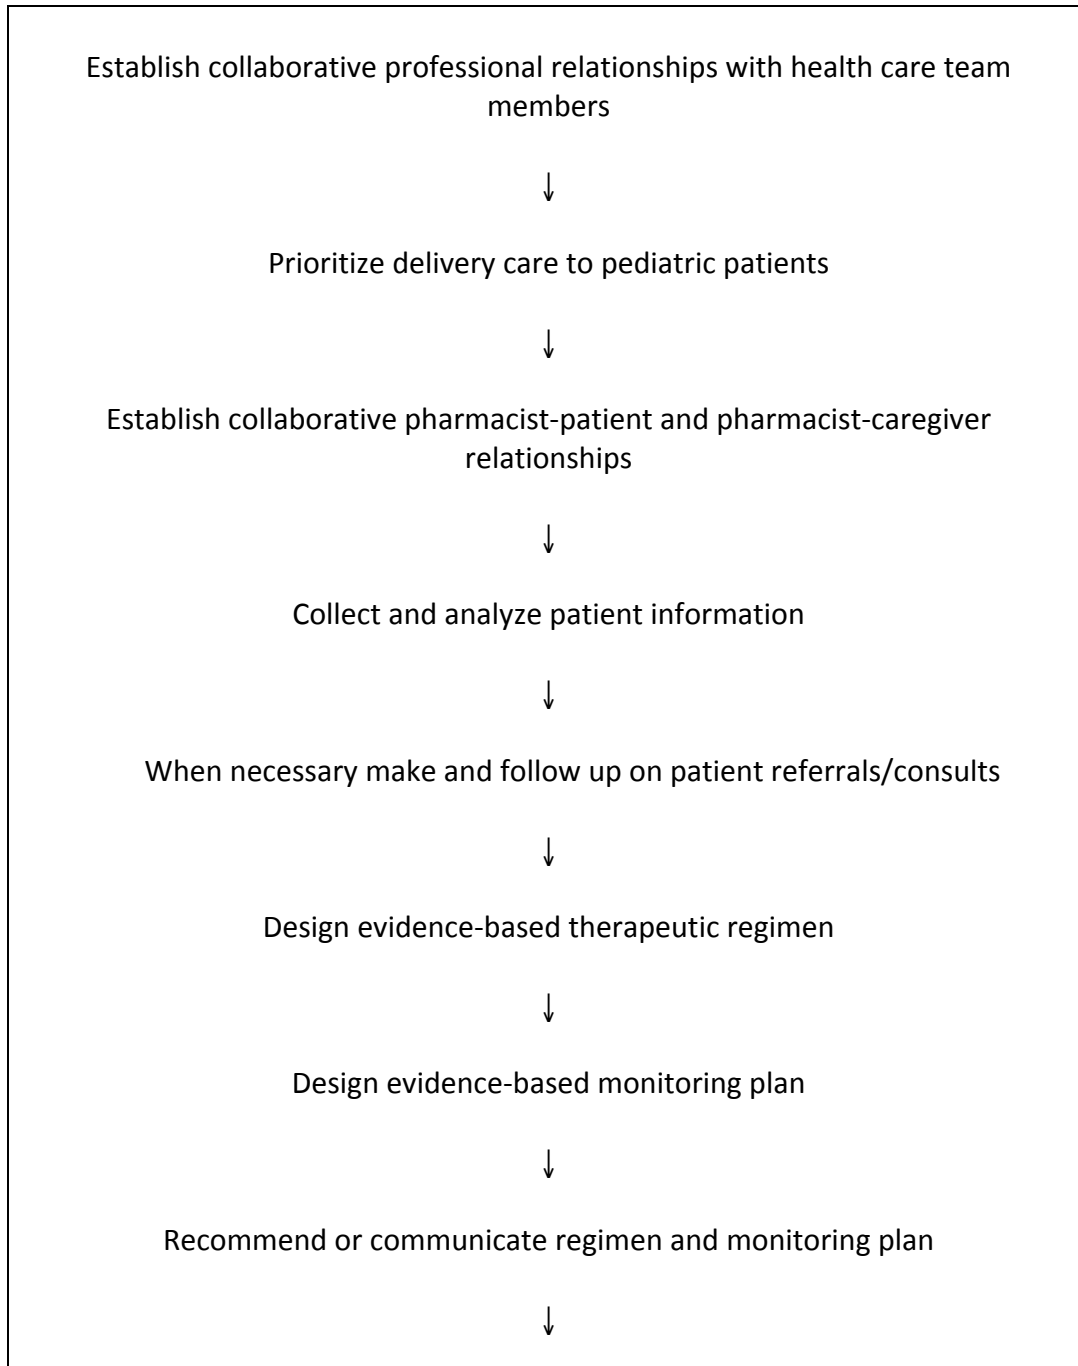 Establish collaborative professional relationships with health care team
members
↓
Prioritize delivery care to pediatric patients
↓
Establish collaborative pharmacist-patient and pharmacist-caregiver
relationships
↓
Collect and analyze patient information
↓
When necessary make and follow up on patient referrals/consults
↓
Design evidence-based therapeutic regimen
↓
Design evidence-based monitoring plan
↓
Recommend or communicate regimen and monitoring plan
↓